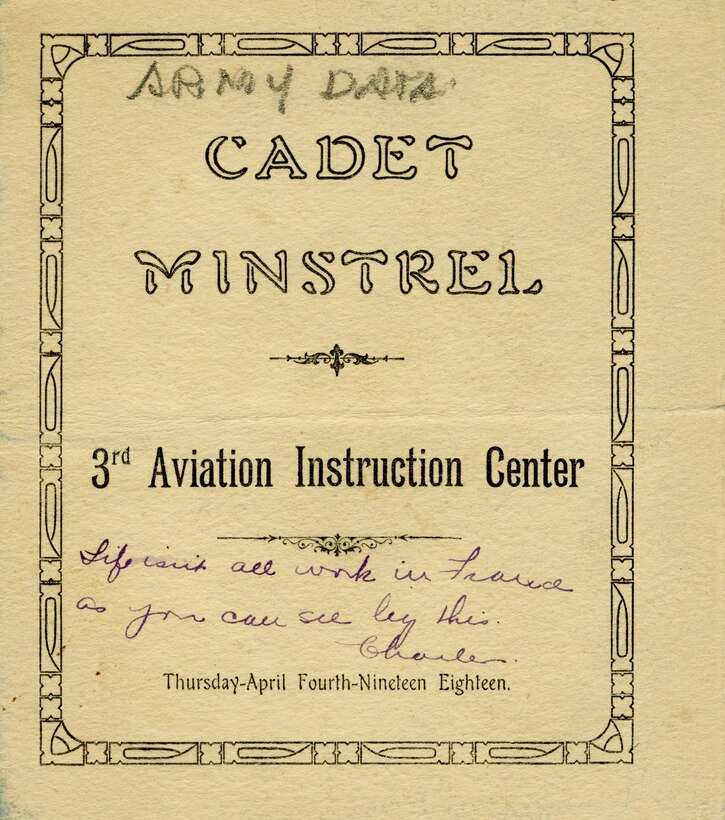 ARMY DATA
CADET
MINSTREL
3rd Aviation Instruction Center
Life isn't all work in France
as you can see by this.
Charles.
Thursday-April Fourth-Nineteen Eighteen.